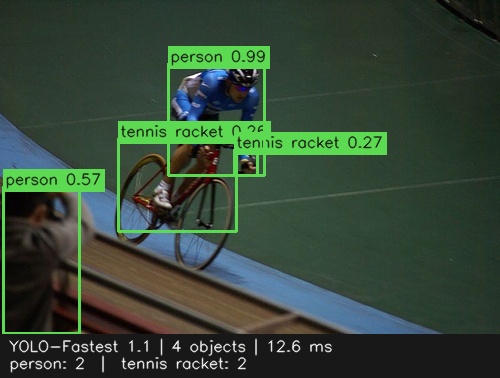 person 0.99
tennis racket 0.26
tennis racket 0.27
person 0.57
YOLO-Fastest 1.1 | 4 objects | 12.6 ms
person: 2 | tennis racket: 2